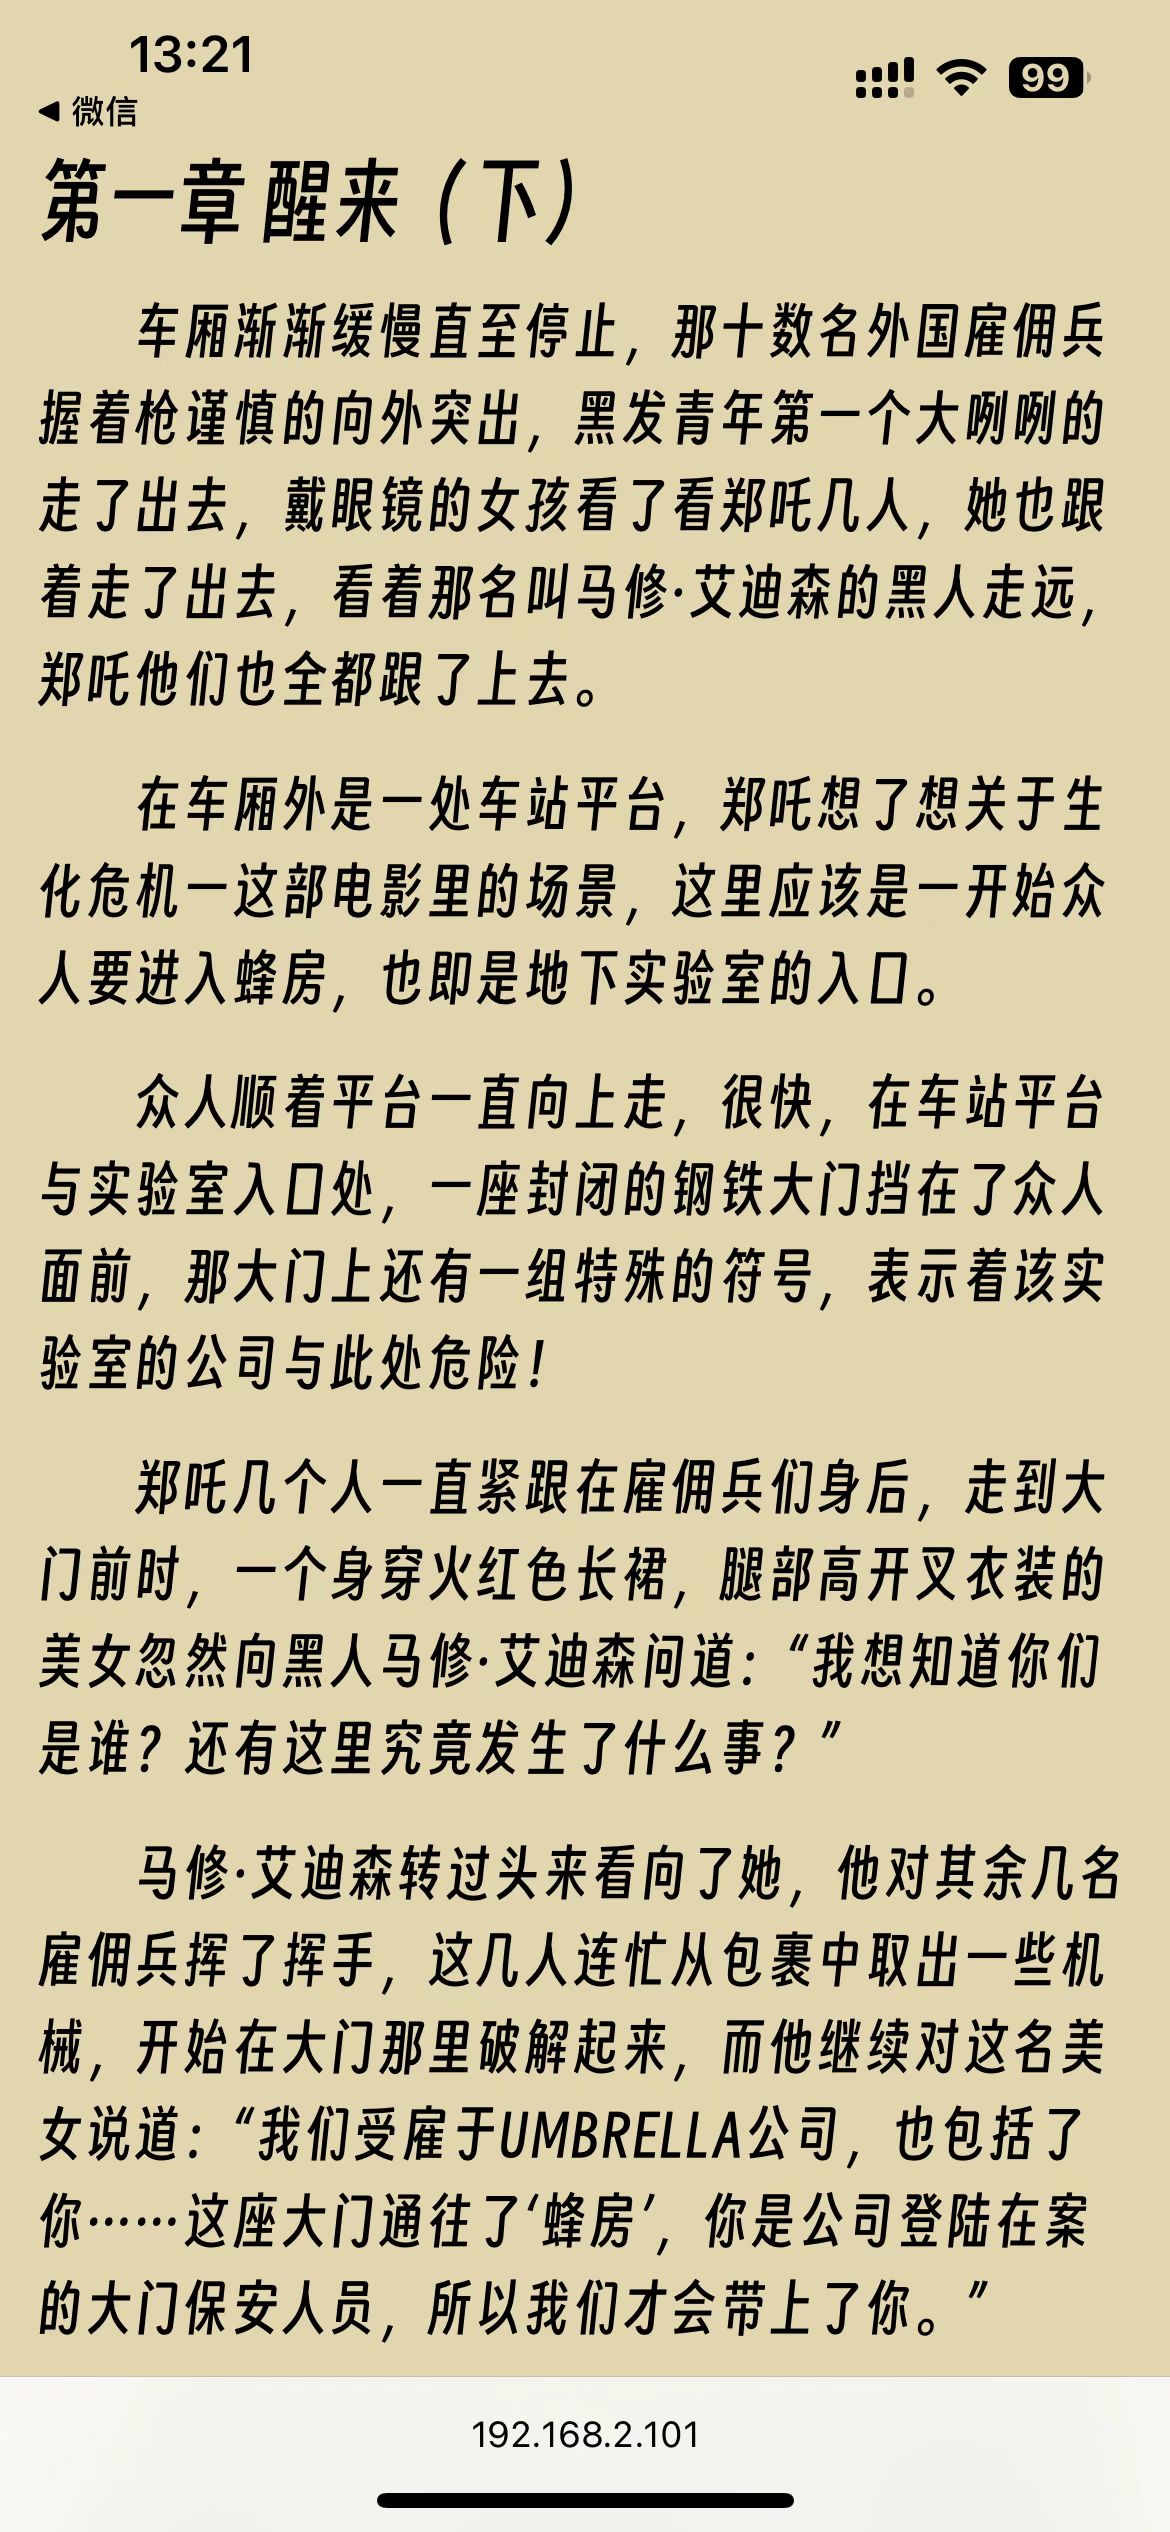 13:21
99
微信
第一章 醒来（下）
车厢渐渐缓慢直至停止，那十数名外国雇佣兵
握着枪谨慎的向外突出，黑发青年第一个大咧咧的
走了出去，戴眼镜的女孩看了看郑吒几人，她也跟
着走了出去，看着那名叫马修·艾迪森的黑人走远，
郑吒他们也全都跟了上去。
在车厢外是一处车站平台，郑吒想了想关于生
化危机一这部电影里的场景，这里应该是一开始众
人要进入蜂房，也即是地下实验室的入口。
众人顺着平台一直向上走，很快，在车站平台
与实验室入口处，一座封闭的钢铁大门挡在了众人
面前，那大门上还有一组特殊的符号，表示着该实
验室的公司与此处危险！
郑吒几个人一直紧跟在雇佣兵们身后，走到大
门前时，一个身穿火红色长裙，腿部高开叉衣装的
美女忽然向黑人马修·艾迪森问道：“我想知道你们
是谁？还有这里究竟发生了什么事？”
马修·艾迪森转过头来看向了她，他对其余几名
雇佣兵挥了挥手，这几人连忙从包裹中取出一些机
械，开始在大门那里破解起来，而他继续对这名美
女说道：“我们受雇于UMBRELLA公司，也包括了
你……这座大门通往了‘蜂房’，你是公司登陆在案
的大门保安人员，所以我们才会带上了你。”
192.168.2.101